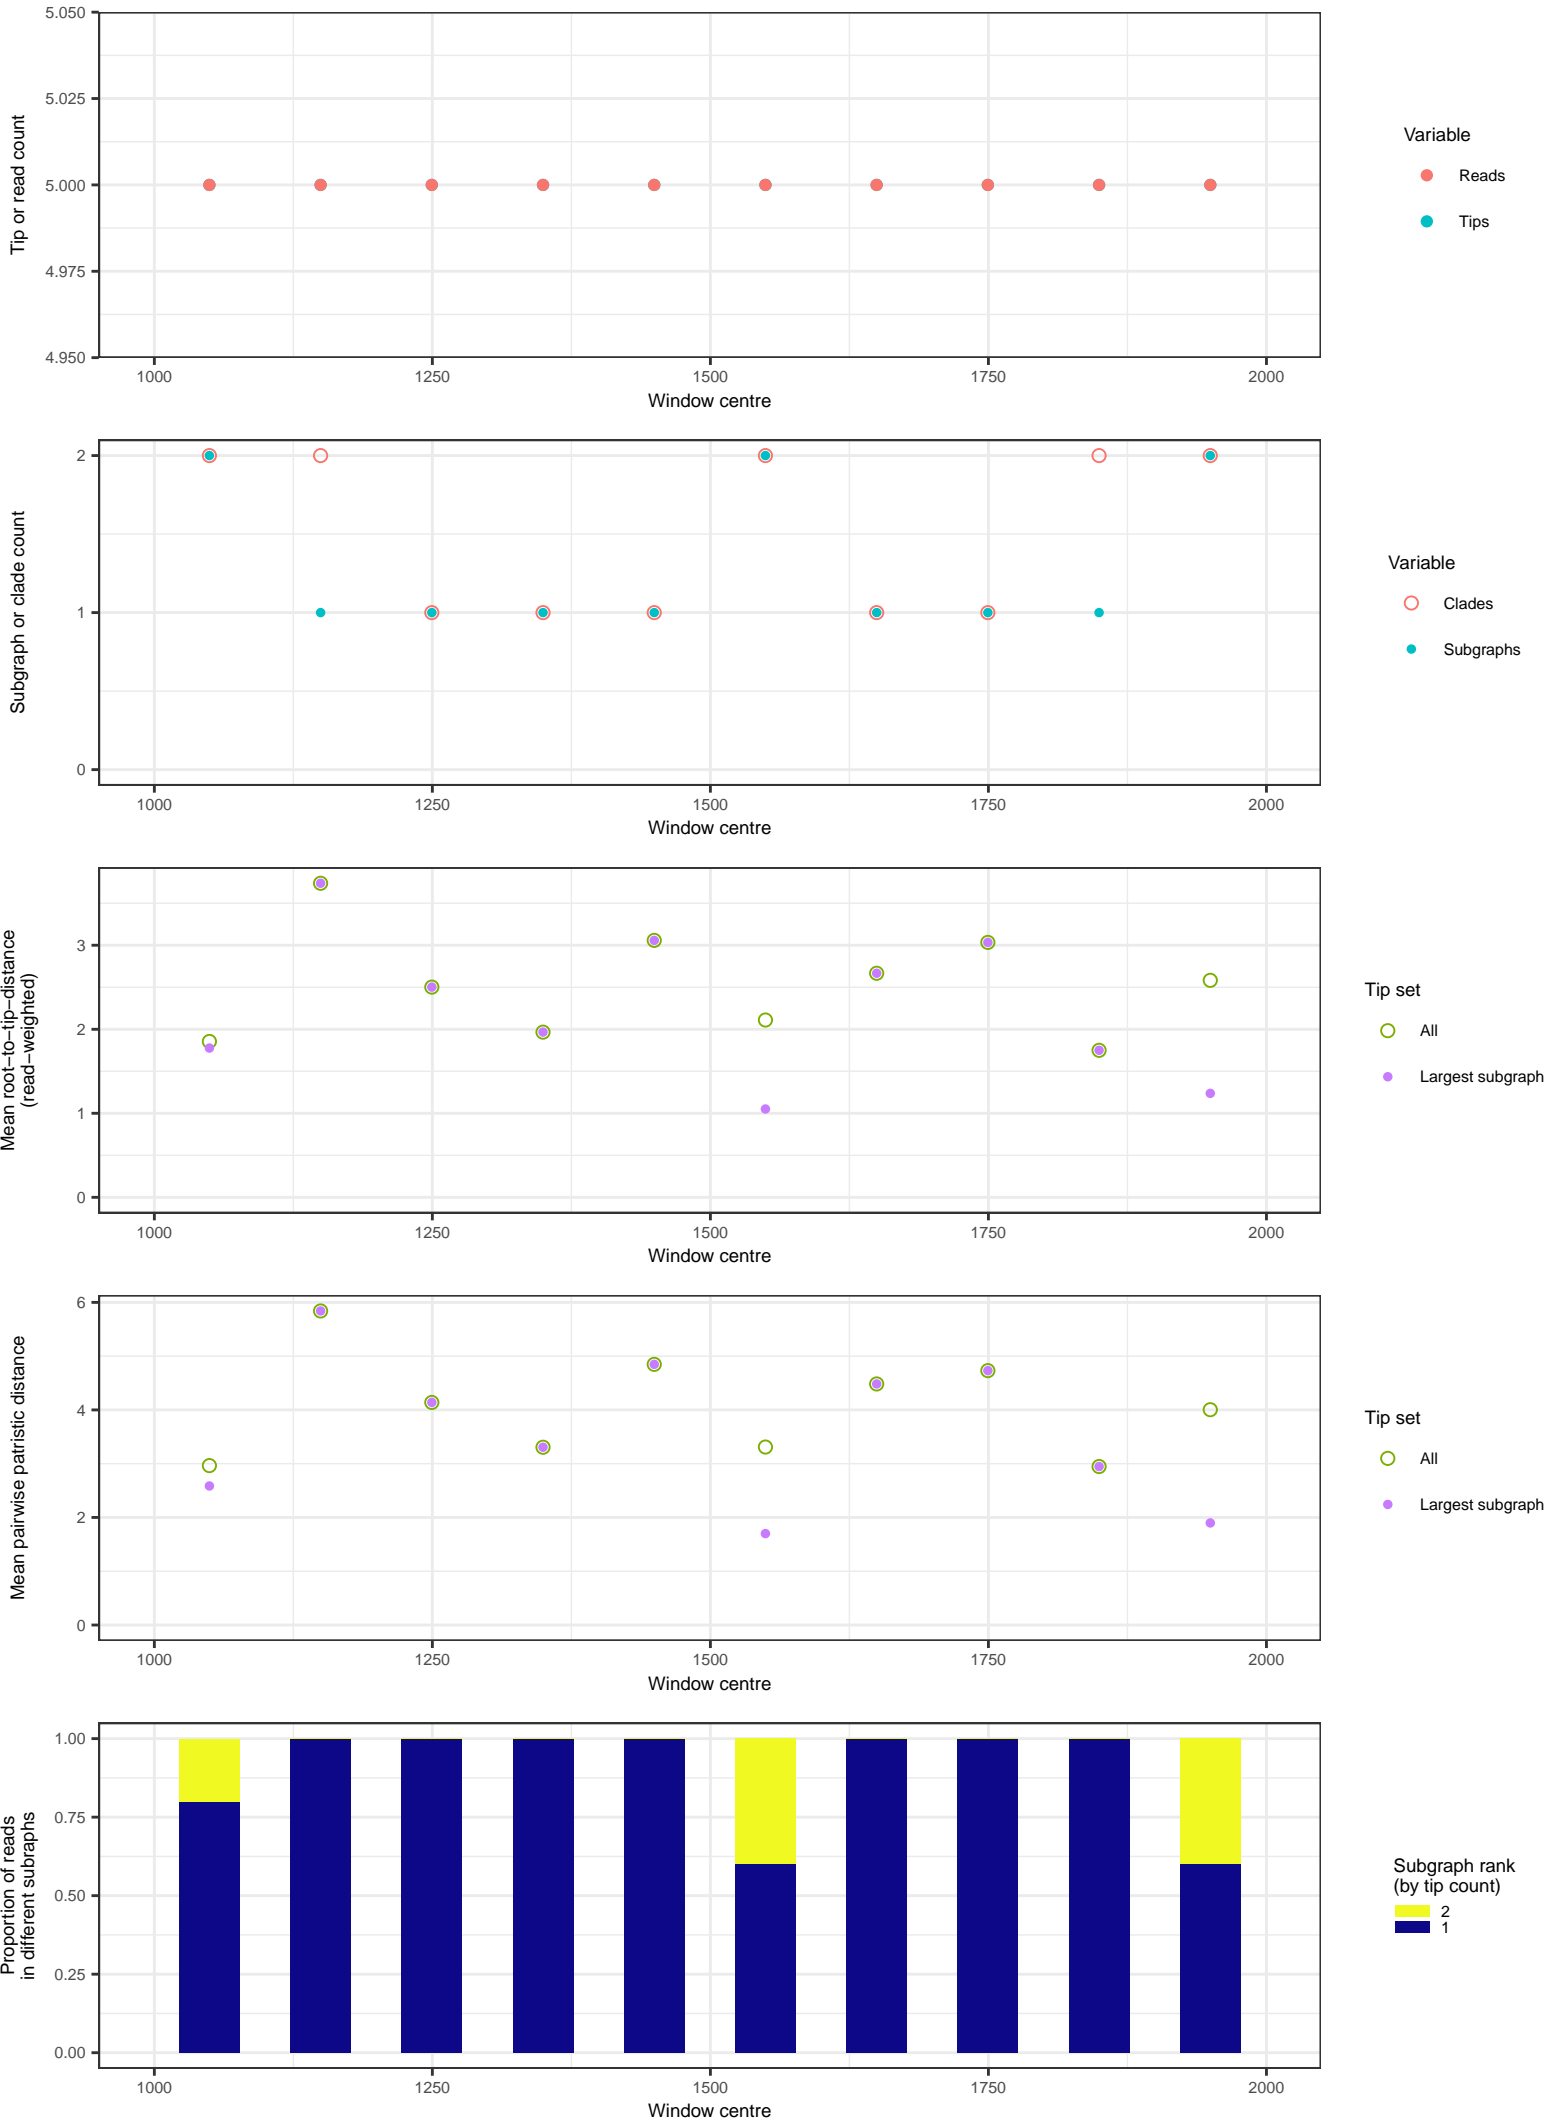 5.050
5.025
5.000
4.975
4.950
Tip or read count
1000 1250 1500 1750 2000
Window centre
Variable
Reads
Tips
2
1
0
Subgraph or clade count
1000 1250 1500 1750 2000
Window centre
Variable
Clades
Subgraphs
3
2
1
0
Mean root−to−tip−distance
(read−weighted)
1000 1250 1500 1750 2000
Window centre
Tip set
All
Largest subgraph
6
4
2
0
Mean pairwise patristic distance
1000 1250 1500 1750 2000
Window centre
Tip set
All
Largest subgraph
1.00
0.75
0.50
0.25
0.00
Proportion of reads
in different subraphs
1000 1250 1500 1750 2000
Window centre
Subgraph rank
(by tip count)
2
1